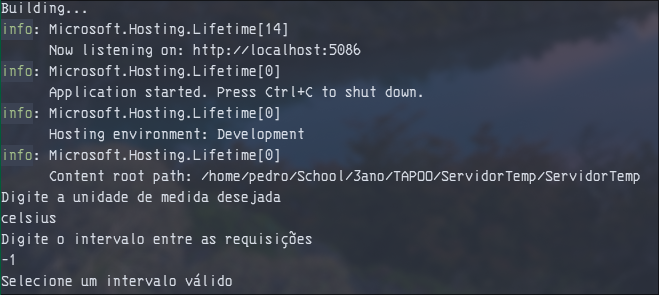 Building...
info: Microsoft.Hosting.Lifetime[14]
Now listening on: http://localhost:5086
info: Microsoft.Hosting.Lifetime[0]
Application started. Press Ctrl+C to shut down.
info: Microsoft.Hosting.Lifetime[0]
Hosting environment: Development
info: Microsoft.Hosting.Lifetime[0]
Content root path: /home/pedro/School/3ano/TAPOO/ServidorTemp/ServidorTemp
Digite a unidade de medida desejada
celsius
Digite o intervalo entre as requisições
-1
Selecione um intervalo válido